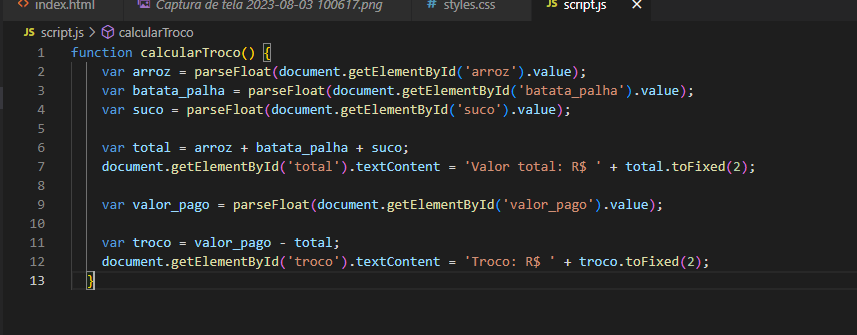 index.html Captura de tela 2023-08-03 100617.png # styles.css JS script.js ×
JS script.js > calcularTroco
1 function calcularTroco() {
2 var arroz = parseFloat(document.getElementById('arroz').value);
3 var batata_palha = parseFloat(document.getElementById('batata_palha').value);
4 var suco = parseFloat(document.getElementById('suco').value);
5
6 var total = arroz + batata_palha + suco;
7 document.getElementById('total').textContent = 'Valor total: R$ ' + total.toFixed(2);
8
9 var valor_pago = parseFloat(document.getElementById('valor_pago').value);
10
11 var troco = valor_pago - total;
12 document.getElementById('troco').textContent = 'Troco: R$ ' + troco.toFixed(2);
13 }